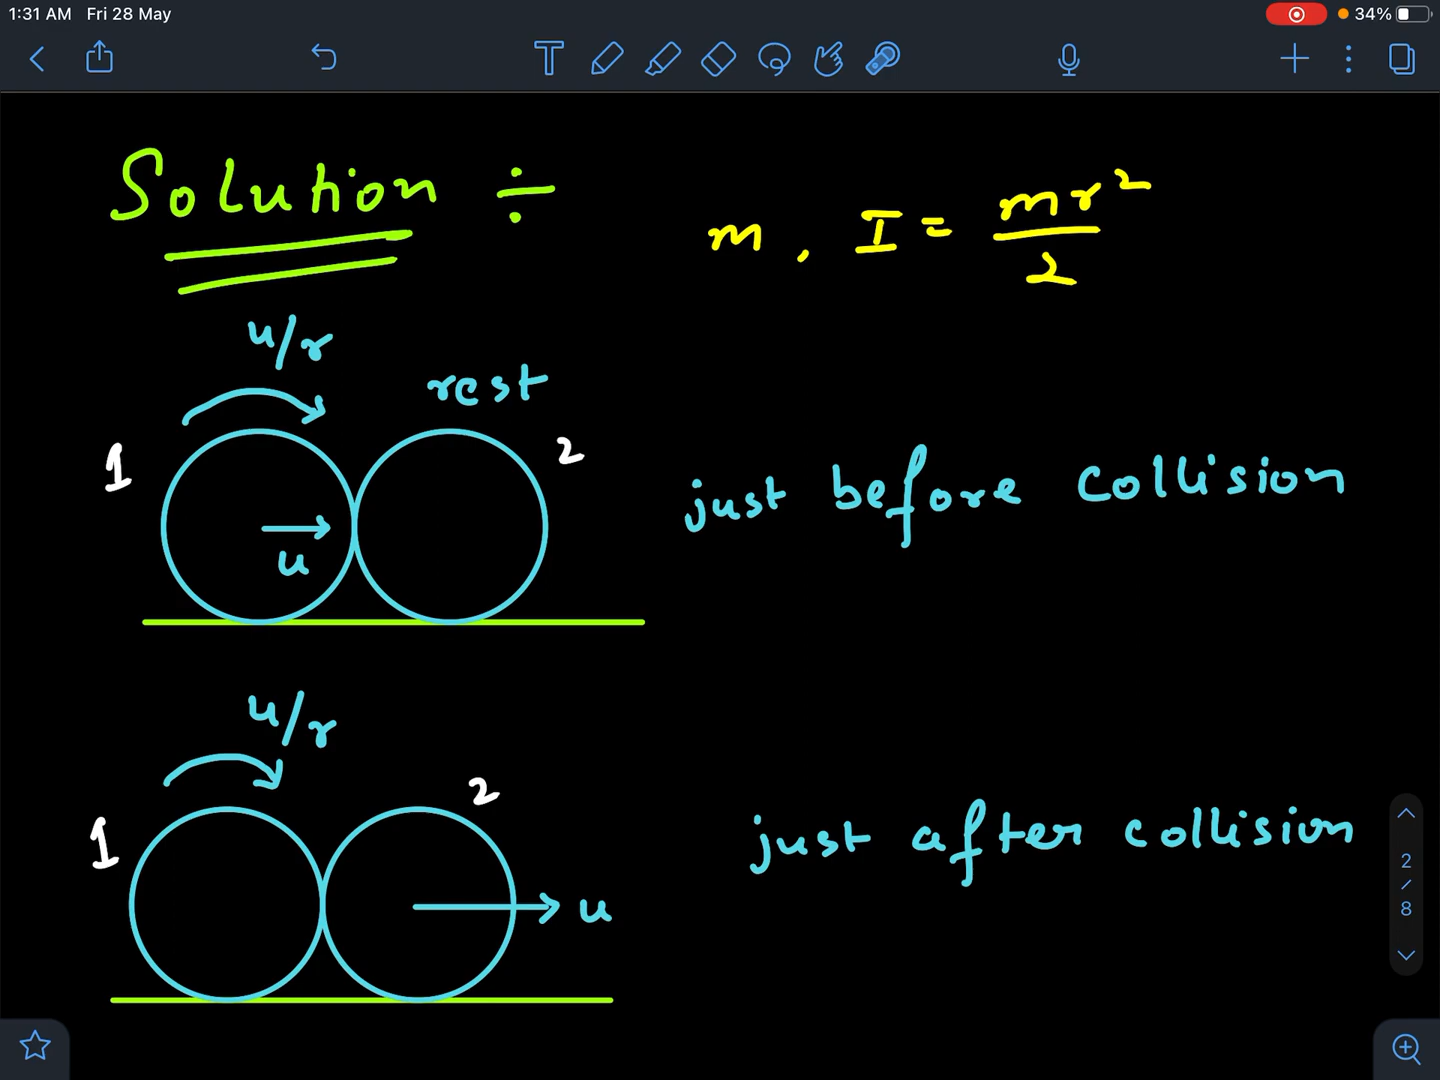 1:31 AM Fri 28 May 34%
Solution ÷
m, I = mr²/2
u/r
rest
1
2
u
just before collision
u/r
2
1
just after collision
u
2
/
8